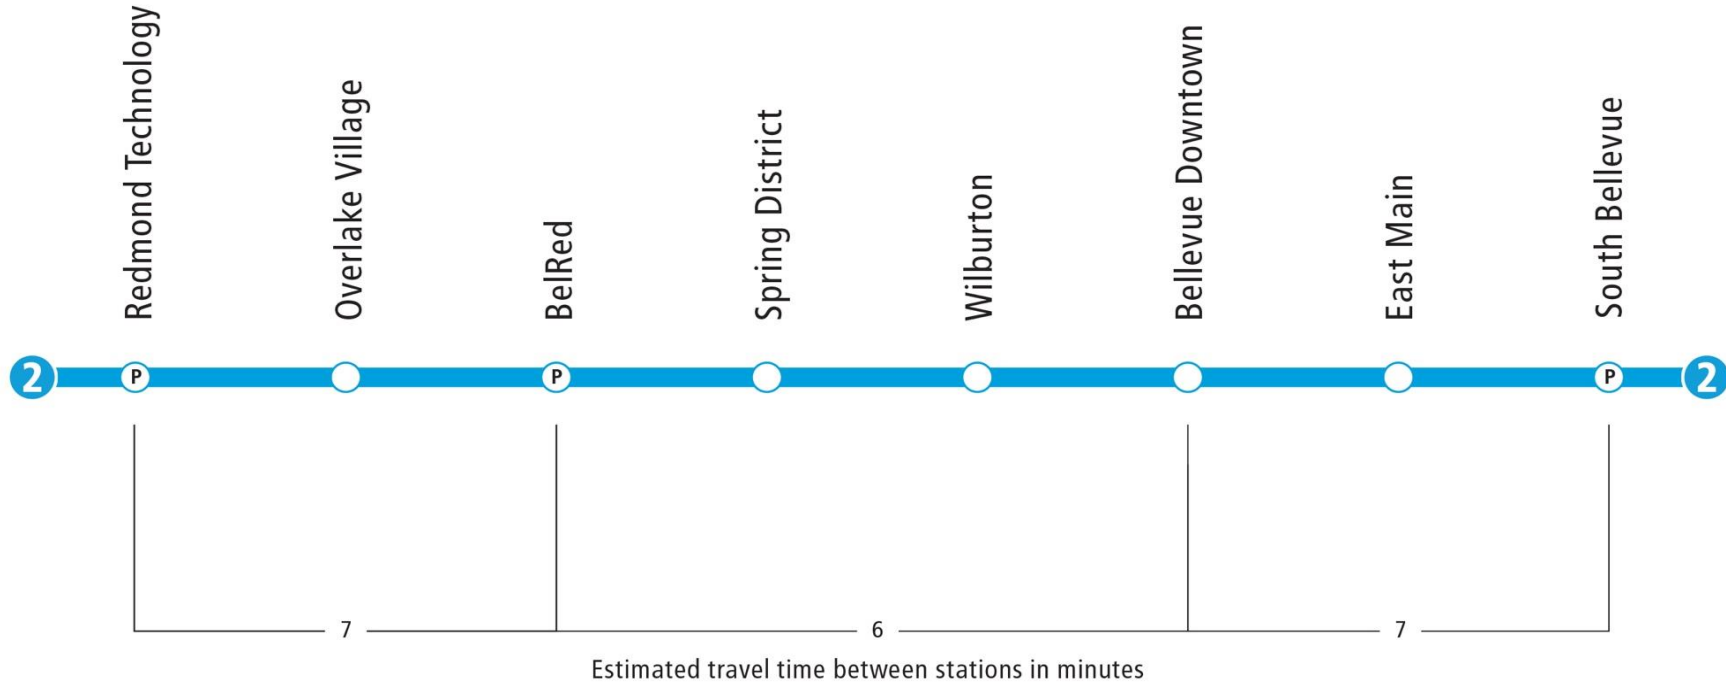 Redmond Technology
Overlake Village
BelRed
Spring District
Wilburton
Bellevue Downtown
East Main
South Bellevue
2
P
P
P
2
7
6
7
Estimated travel time between stations in minutes